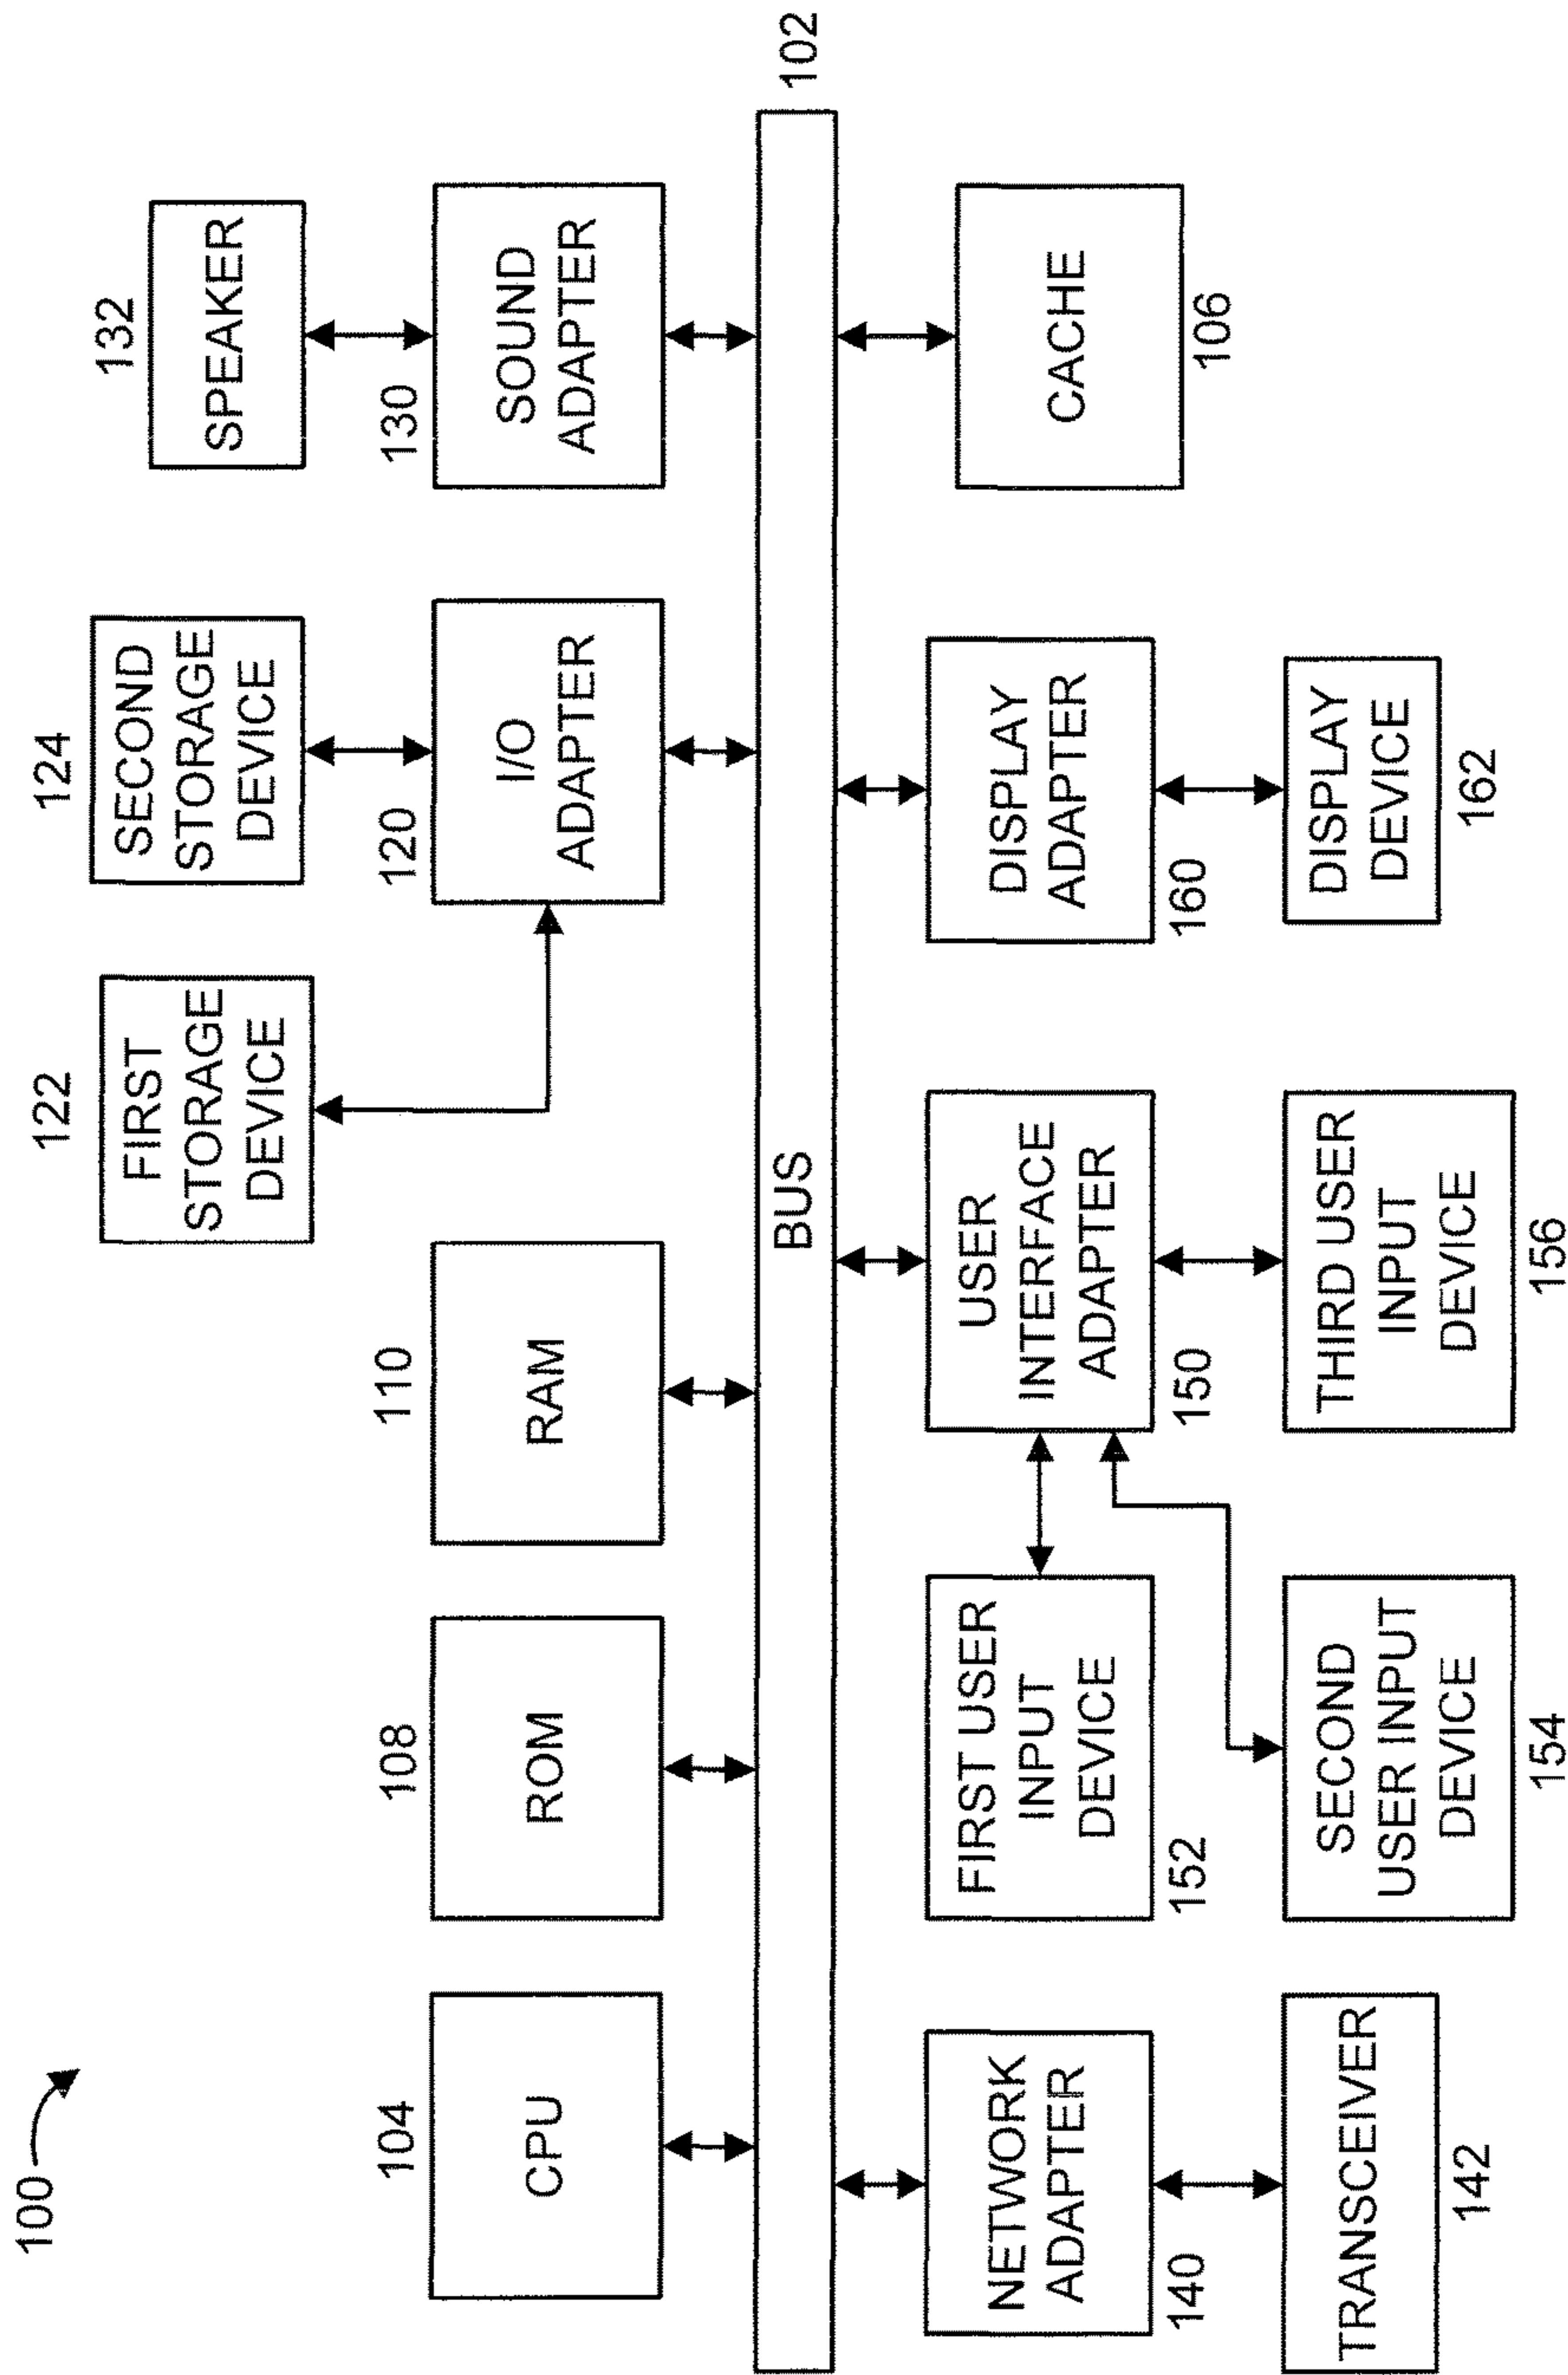 100
132
SPEAKER
130
SOUND
ADAPTER
124
SECOND
STORAGE
DEVICE
120
I/O
ADAPTER
122
FIRST
STORAGE
DEVICE
110
RAM
108
ROM
104
CPU
BUS
102
CACHE
106
DISPLAY
ADAPTER
160
DISPLAY
DEVICE
162
USER
INTERFACE
ADAPTER
150
THIRD USER
INPUT
DEVICE
156
FIRST USER
INPUT
DEVICE
152
SECOND
USER INPUT
DEVICE
154
NETWORK
ADAPTER
140
TRANSCEIVER
142